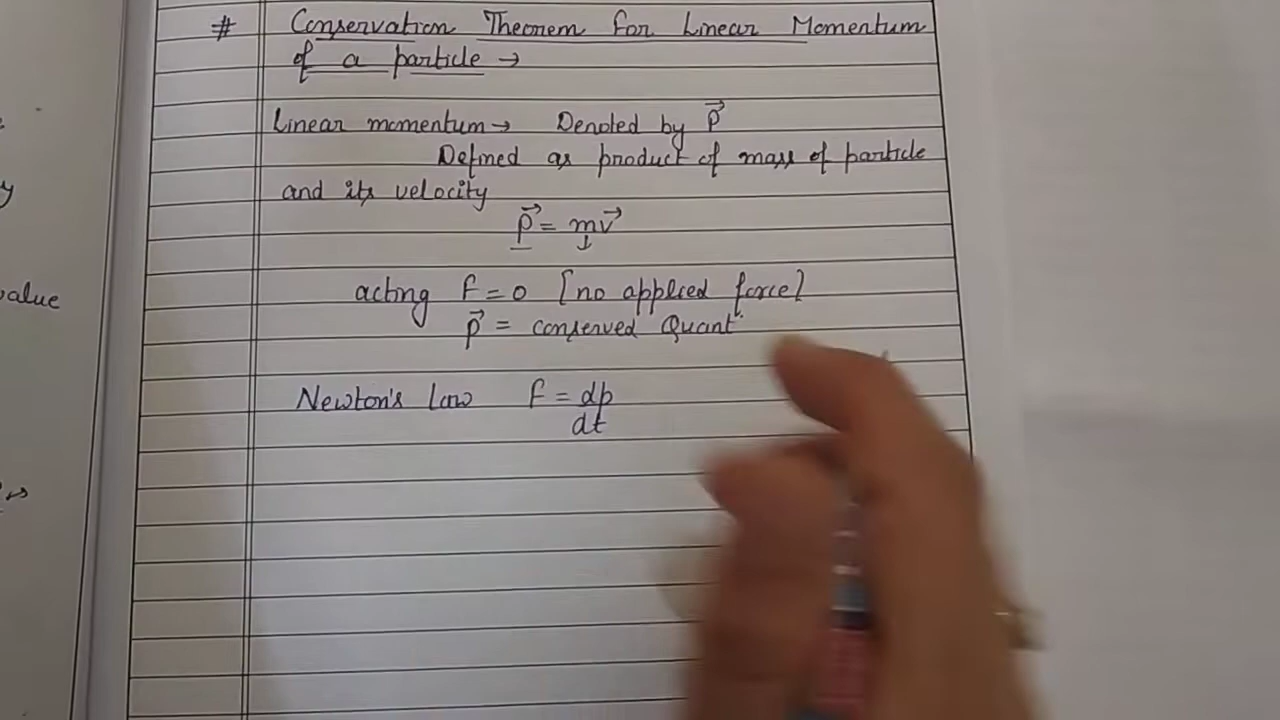 # Conservation Theorem for Linear Momentum
of a particle →
Linear momentum → Denoted by p⃗
Defined as product of mass of particle
and its velocity
p⃗ = mv⃗
acting F = 0 [no applied force]
p⃗ = conserved Quant
Newton's Law F = dp/dt
value
y